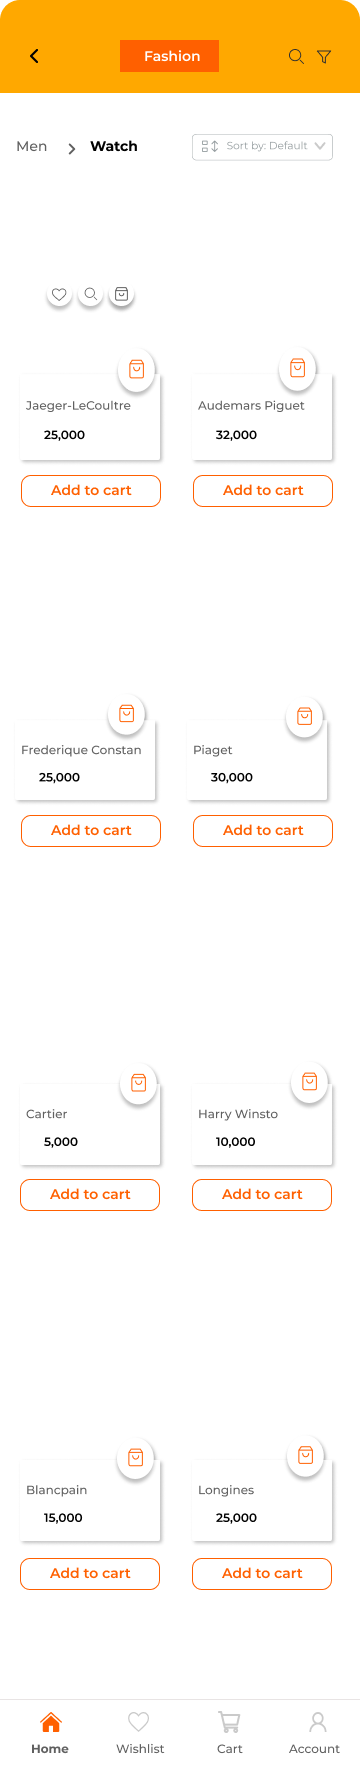 Fashion
Men
Watch
Sort by: Default
Jaeger-LeCoultre
25,000
Audemars Piguet
32,000
Add to cart
Add to cart
Frederique Constan
25,000
Piaget
30,000
Add to cart
Add to cart
Cartier
5,000
Harry Winsto
10,000
Add to cart
Add to cart
Blancpain
15,000
Longines
25,000
Add to cart
Add to cart
Home
Wishlist
Cart
Account